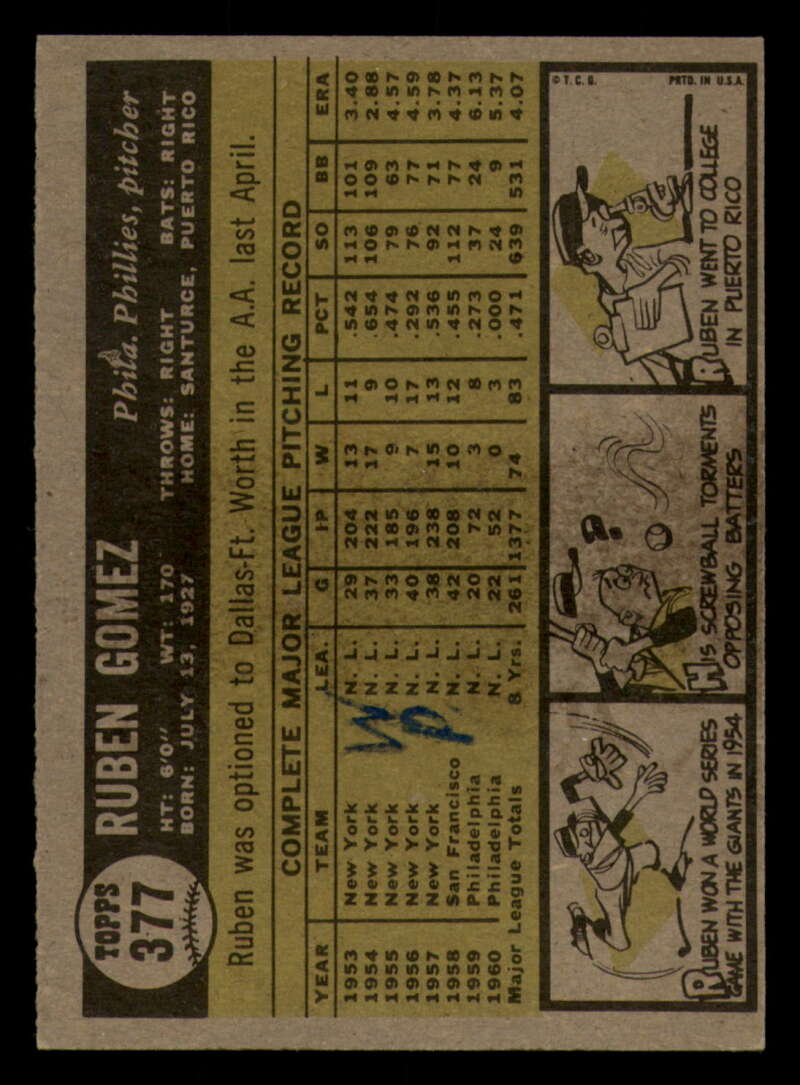 TOPPS
377
RUBEN GOMEZ
Phila. Phillies, pitcher
HT: 6'0" WT: 170 THROWS: RIGHT BATS: RIGHT
BORN: JULY 13, 1927 HOME: SANTURCE, PUERTO RICO
Ruben was optioned to Dallas-Ft. Worth in the A.A. last April.
COMPLETE MAJOR LEAGUE PITCHING RECORD
YEAR TEAM LEA. G IP W L PCT SO BB ERA
1953 New York N. L. 29 204 13 11 .542 113 101 3.40
1954 New York N. L. 37 222 17 9 .654 106 109 2.88
1955 New York N. L. 33 185 9 10 .474 79 63 4.57
1956 New York N. L. 40 196 7 17 .292 76 77 4.59
1957 New York N. L. 38 238 15 13 .536 92 71 3.78
1958 San Francisco N. L. 42 208 10 12 .455 112 77 4.37
1959 Philadelphia N. L. 20 72 3 8 .273 37 24 6.13
1960 Philadelphia N. L. 22 52 0 3 .000 24 9 5.37
Major League Totals 8 Yrs. 261 1377 74 83 .471 639 531 4.07
RUBEN WON A WORLD SERIES
GAME WITH THE GIANTS IN 1954
HIS SCREWBALL TORMENTS
OPPOSING BATTERS
© T. C. G. PRTD. IN U.S.A.
RUBEN WENT TO COLLEGE
IN PUERTO RICO